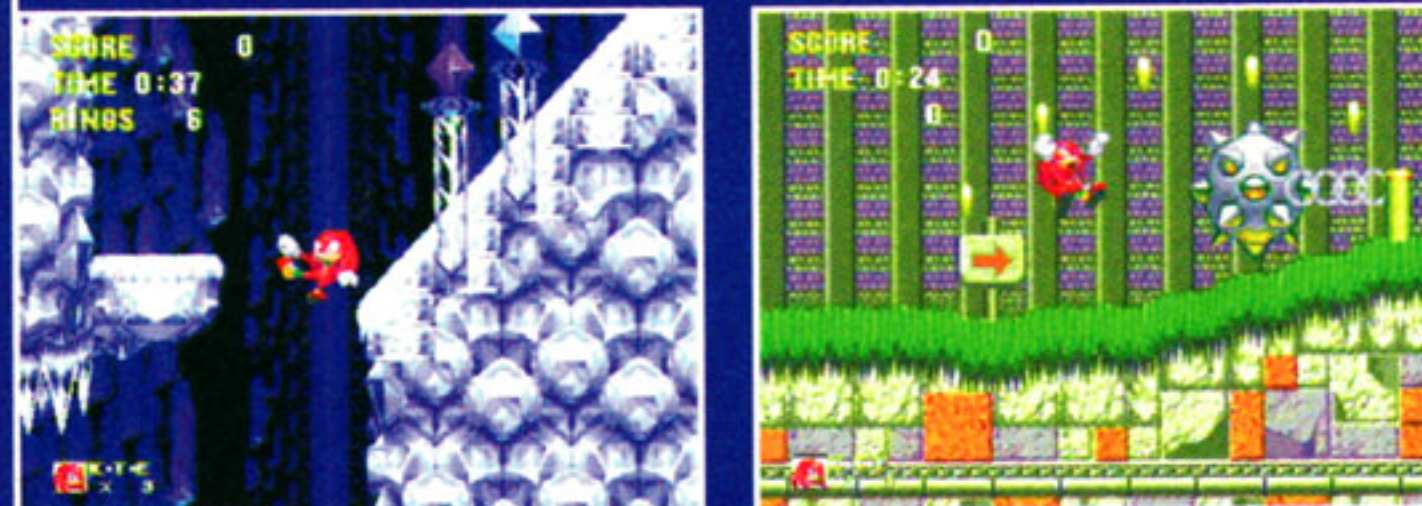 SCORE 0
TIME 0:37
RINGS 6
K·T·E
X 3
SCORE 0
TIME 0:24
0